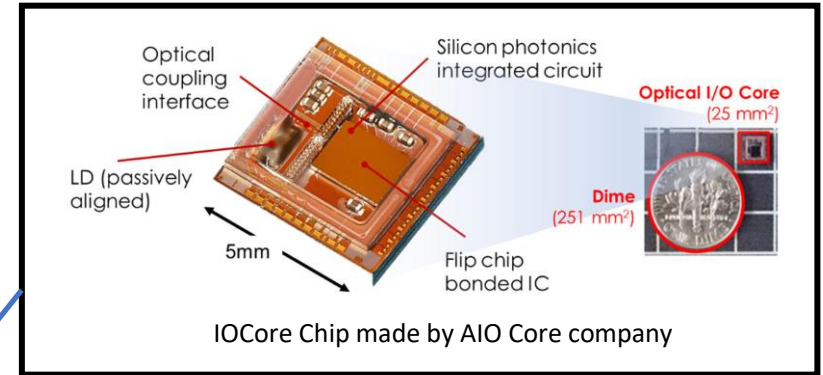 Optical
coupling
interface
Silicon photonics
integrated circuit
Optical I/O Core
(25 mm²)
LD (passively
aligned)
Dime
(251 mm²)
5mm
Flip chip
bonded IC
IOCore Chip made by AIO Core company